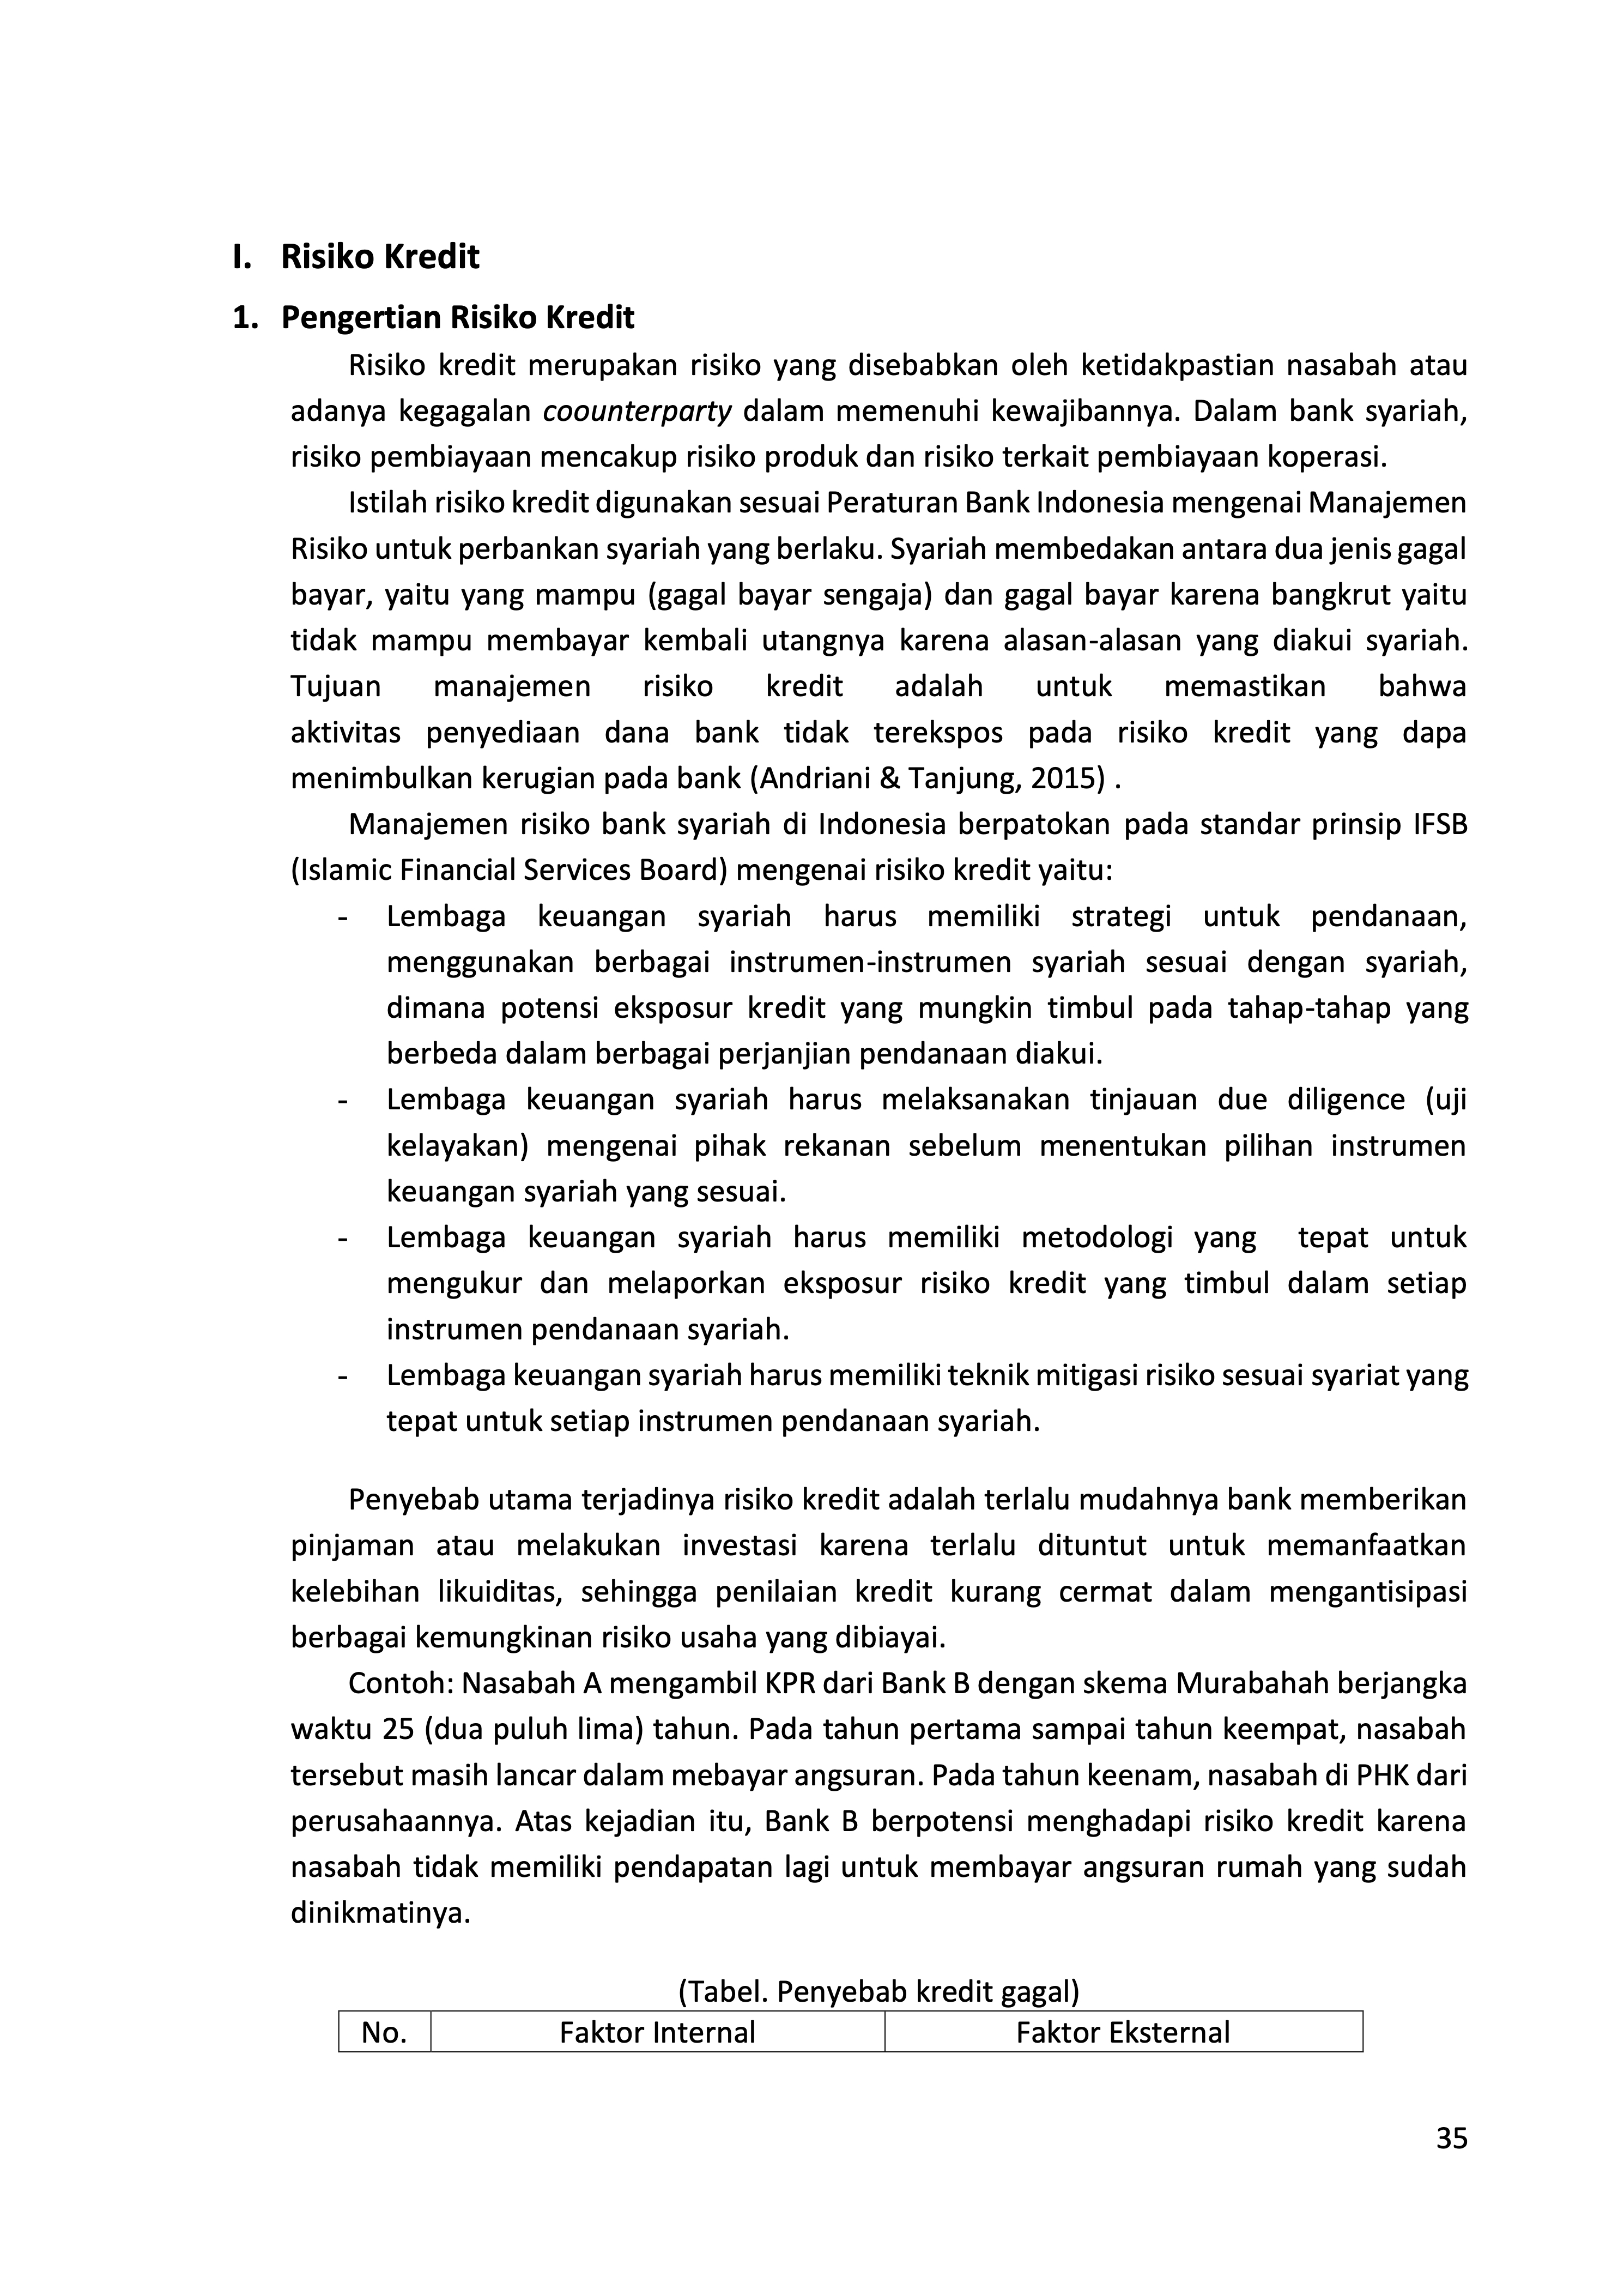 I. Risiko Kredit
1. Pengertian Risiko Kredit
Risiko kredit merupakan risiko yang disebabkan oleh ketidakpastian nasabah atau
adanya kegagalan coounterparty dalam memenuhi kewajibannya. Dalam bank syariah,
risiko pembiayaan mencakup risiko produk dan risiko terkait pembiayaan koperasi.
Istilah risiko kredit digunakan sesuai Peraturan Bank Indonesia mengenai Manajemen
Risiko untuk perbankan syariah yang berlaku. Syariah membedakan antara dua jenis gagal
bayar, yaitu yang mampu (gagal bayar sengaja) dan gagal bayar karena bangkrut yaitu
tidak mampu membayar kembali utangnya karena alasan-alasan yang diakui syariah.
Tujuan manajemen risiko kredit adalah untuk memastikan bahwa
aktivitas penyediaan dana bank tidak terekspos pada risiko kredit yang dapa
menimbulkan kerugian pada bank (Andriani & Tanjung, 2015) .
Manajemen risiko bank syariah di Indonesia berpatokan pada standar prinsip IFSB
(Islamic Financial Services Board) mengenai risiko kredit yaitu:
- Lembaga keuangan syariah harus memiliki strategi untuk pendanaan,
menggunakan berbagai instrumen-instrumen syariah sesuai dengan syariah,
dimana potensi eksposur kredit yang mungkin timbul pada tahap-tahap yang
berbeda dalam berbagai perjanjian pendanaan diakui.
- Lembaga keuangan syariah harus melaksanakan tinjauan due diligence (uji
kelayakan) mengenai pihak rekanan sebelum menentukan pilihan instrumen
keuangan syariah yang sesuai.
- Lembaga keuangan syariah harus memiliki metodologi yang tepat untuk
mengukur dan melaporkan eksposur risiko kredit yang timbul dalam setiap
instrumen pendanaan syariah.
- Lembaga keuangan syariah harus memiliki teknik mitigasi risiko sesuai syariat yang
tepat untuk setiap instrumen pendanaan syariah.
Penyebab utama terjadinya risiko kredit adalah terlalu mudahnya bank memberikan
pinjaman atau melakukan investasi karena terlalu dituntut untuk memanfaatkan
kelebihan likuiditas, sehingga penilaian kredit kurang cermat dalam mengantisipasi
berbagai kemungkinan risiko usaha yang dibiayai.
Contoh: Nasabah A mengambil KPR dari Bank B dengan skema Murabahah berjangka
waktu 25 (dua puluh lima) tahun. Pada tahun pertama sampai tahun keempat, nasabah
tersebut masih lancar dalam mebayar angsuran. Pada tahun keenam, nasabah di PHK dari
perusahaannya. Atas kejadian itu, Bank B berpotensi menghadapi risiko kredit karena
nasabah tidak memiliki pendapatan lagi untuk membayar angsuran rumah yang sudah
dinikmatinya.
(Tabel. Penyebab kredit gagal)
No. Faktor Internal Faktor Eksternal
35